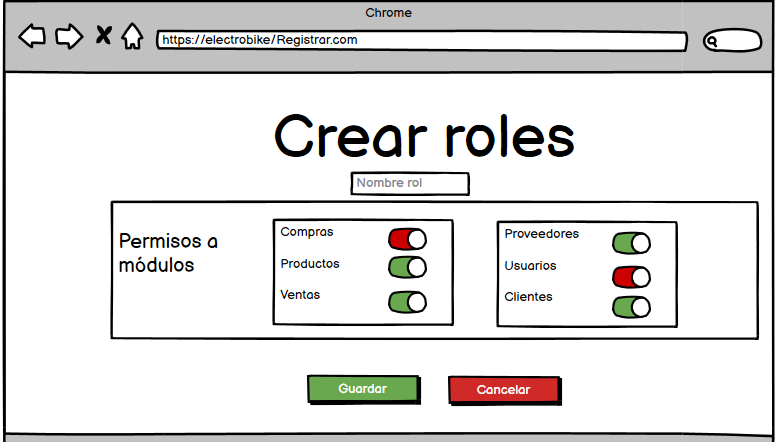 Chrome
https://electrobike/Registrar.com
Crear roles
Nombre rol
Permisos a
módulos
Compras
Productos
Ventas
Proveedores
Usuarios
Clientes
Guardar
Cancelar